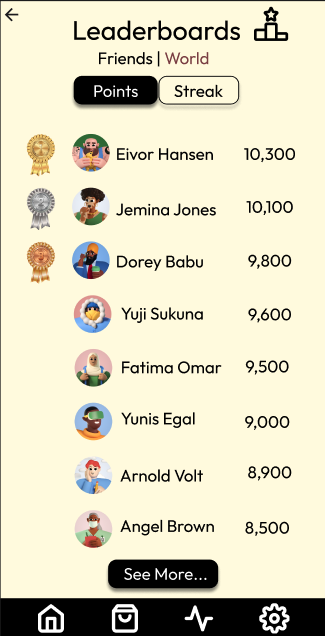 Leaderboards
Friends | World
Points Streak
Eivor Hansen 10,300
Jemina Jones 10,100
Dorey Babu 9,800
Yuji Sukuna 9,600
Fatima Omar 9,500
Yunis Egal 9,000
Arnold Volt 8,900
Angel Brown 8,500
See More...